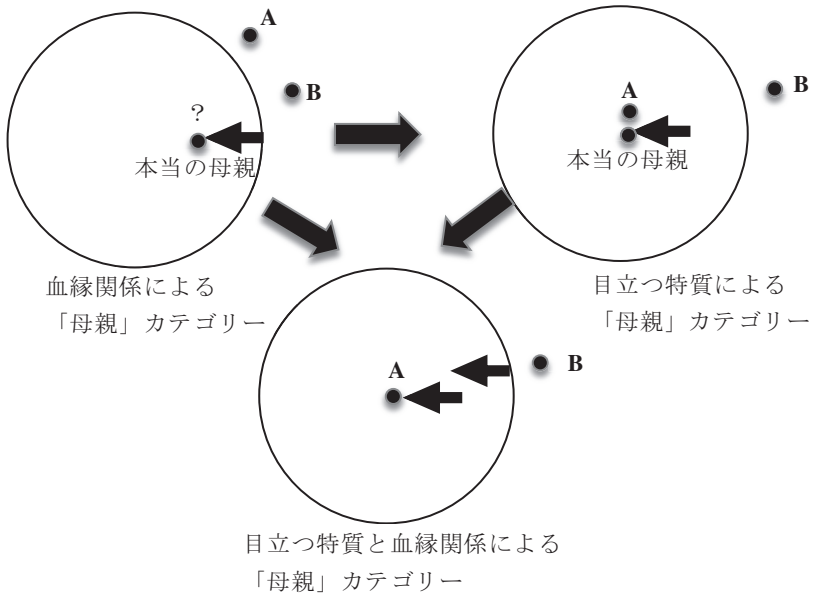 A
B
?
本当の母親
血縁関係による
「母親」カテゴリー
A
B
本当の母親
目立つ特質による
「母親」カテゴリー
A
B
目立つ特質と血縁関係による
「母親」カテゴリー